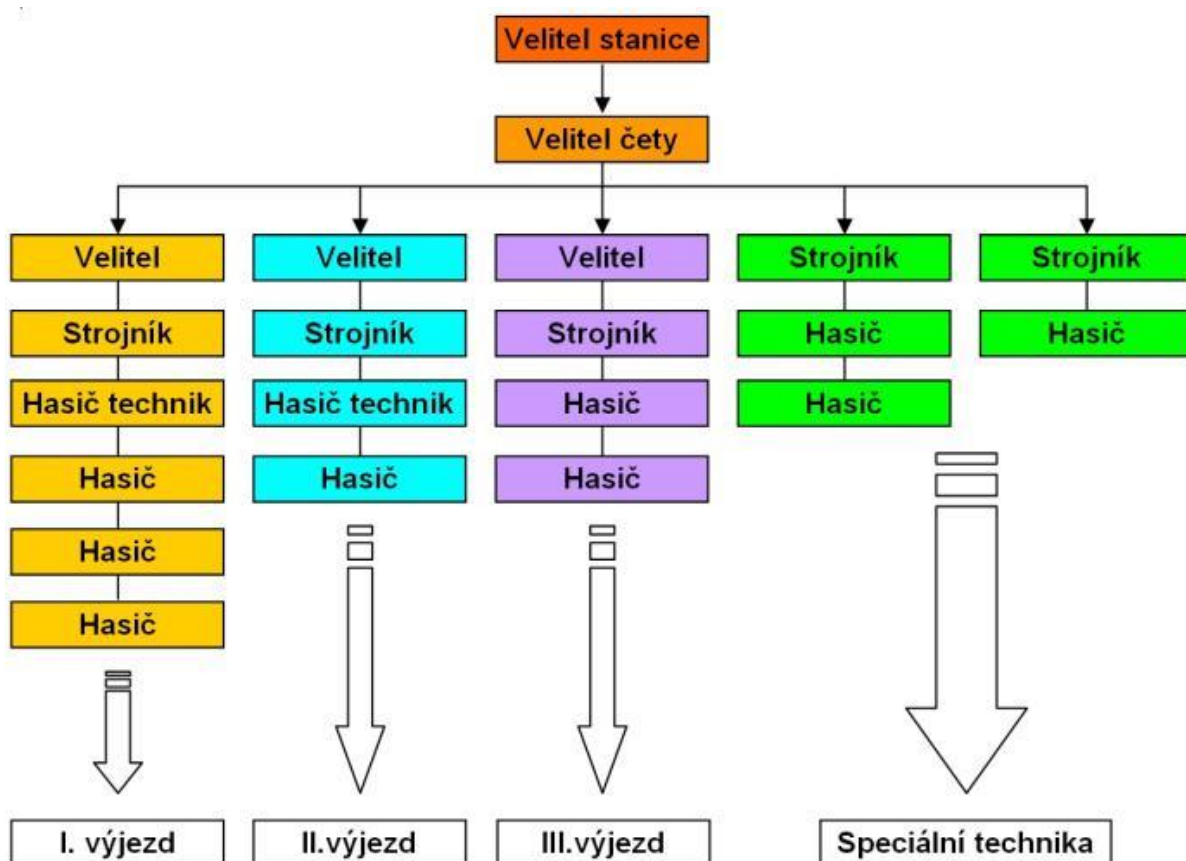 Velitel stanice
Velitel čety
Velitel
Velitel
Velitel
Strojník
Strojník
Strojník
Strojník
Strojník
Hasič
Hasič
Hasič technik
Hasič technik
Hasič
Hasič
Hasič
Hasič
Hasič
Hasič
Hasič
I. výjezd
II.výjezd
III.výjezd
Speciální technika